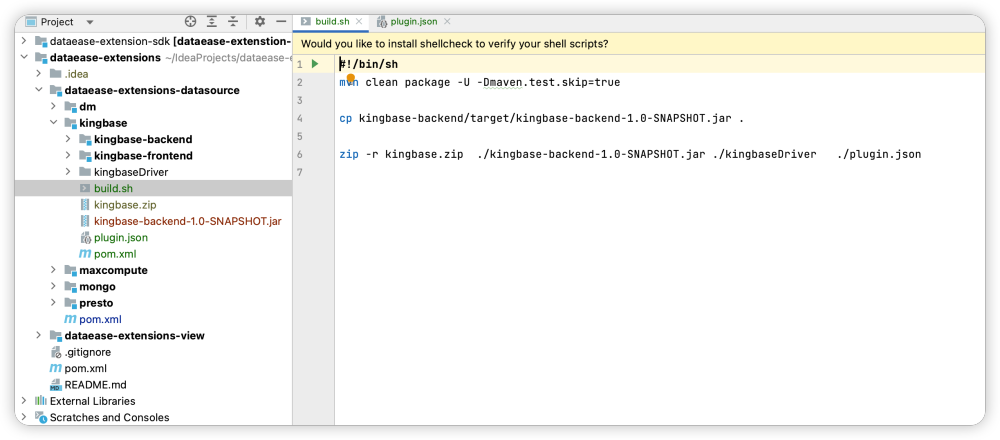 Project
build.sh
plugin.json
dataease-extension-sdk [dataease-extenstion-
dataease-extensions ~/IdeaProjects/dataease-e
.idea
dataease-extensions-datasource
dm
kingbase
kingbase-backend
kingbase-frontend
kingbaseDriver
build.sh
kingbase.zip
kingbase-backend-1.0-SNAPSHOT.jar
plugin.json
pom.xml
maxcompute
mongo
presto
pom.xml
dataease-extensions-view
.gitignore
pom.xml
README.md
External Libraries
Scratches and Consoles
Would you like to install shellcheck to verify your shell scripts?
1 #!/bin/sh
2 mvn clean package -U -Dmaven.test.skip=true
3
4 cp kingbase-backend/target/kingbase-backend-1.0-SNAPSHOT.jar .
5
6 zip -r kingbase.zip  ./kingbase-backend-1.0-SNAPSHOT.jar ./kingbaseDriver   ./plugin.json
7